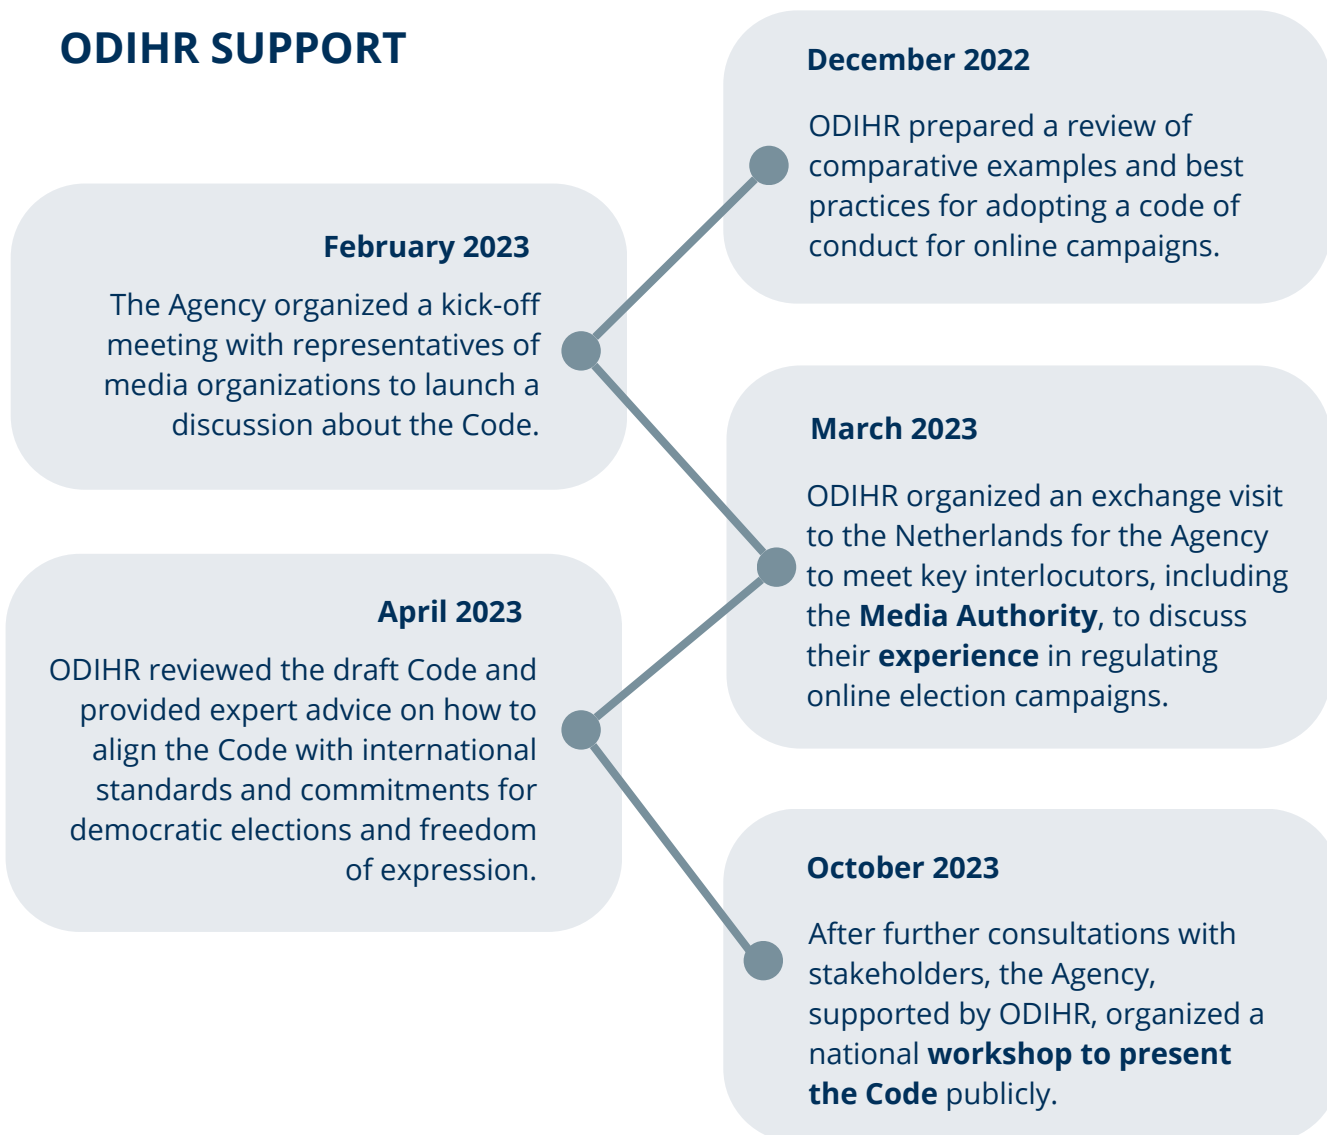 ODIHR SUPPORT
December 2022
ODIHR prepared a review of
comparative examples and best
practices for adopting a code of
conduct for online campaigns.
February 2023
The Agency organized a kick-off
meeting with representatives of
media organizations to launch a
discussion about the Code.
March 2023
ODIHR organized an exchange visit
to the Netherlands for the Agency
to meet key interlocutors, including
the Media Authority, to discuss
their experience in regulating
online election campaigns.
April 2023
ODIHR reviewed the draft Code and
provided expert advice on how to
align the Code with international
standards and commitments for
democratic elections and freedom
of expression.
October 2023
After further consultations with
stakeholders, the Agency,
supported by ODIHR, organized a
national workshop to present
the Code publicly.